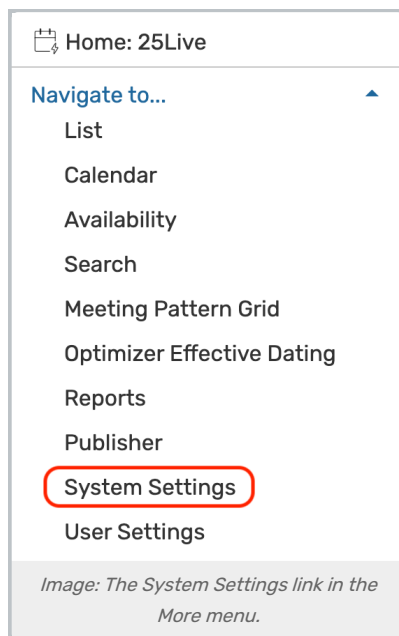 Home: 25Live
Navigate to...
List
Calendar
Availability
Search
Meeting Pattern Grid
Optimizer Effective Dating
Reports
Publisher
System Settings
User Settings
Image: The System Settings link in the
More menu.